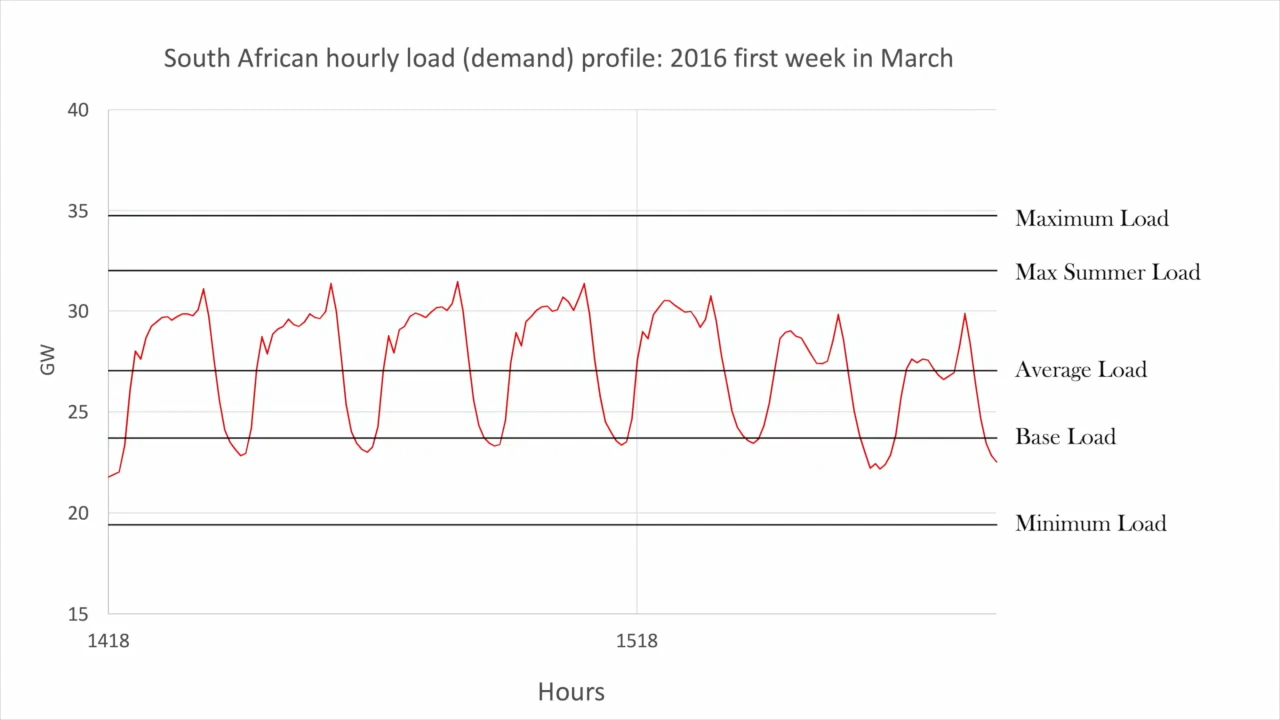 South African hourly load (demand) profile: 2016 first week in March
40
35
30
25
20
15
GW
1418
1518
Hours
Maximum Load
Max Summer Load
Average Load
Base Load
Minimum Load